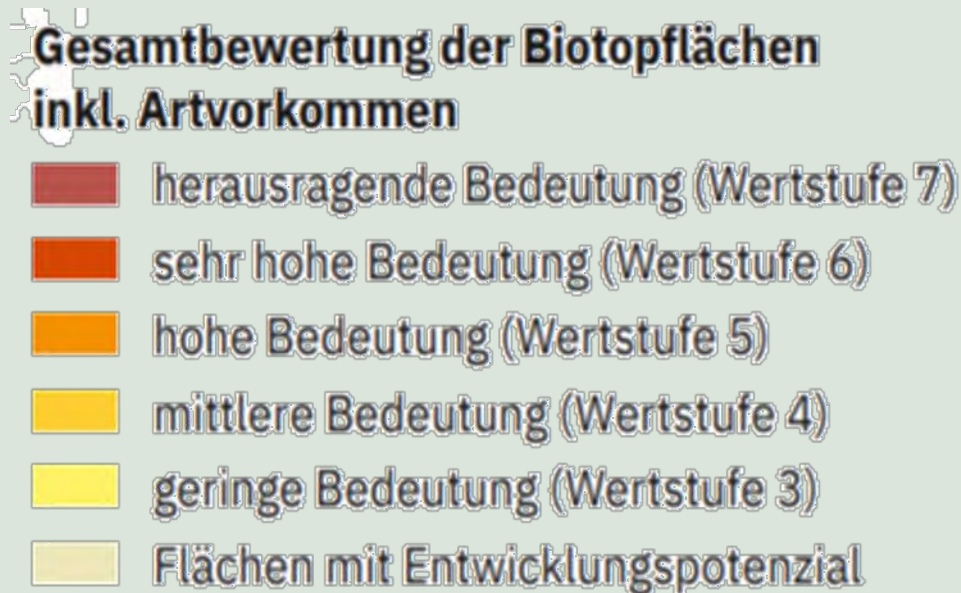 Gesamtbewertung der Biotopflächen
inkl. Artvorkommen
herausragende Bedeutung (Wertstufe 7)
sehr hohe Bedeutung (Wertstufe 6)
hohe Bedeutung (Wertstufe 5)
mittlere Bedeutung (Wertstufe 4)
geringe Bedeutung (Wertstufe 3)
Flächen mit Entwicklungspotenzial